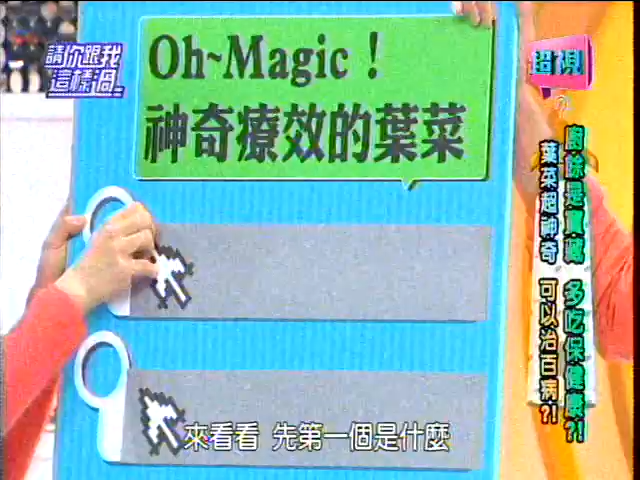 請你跟我
這樣過
Oh~Magic！
神奇療效的葉菜
超視
廚餘是寶藏 多吃保健康?!
葉菜超神奇 可以治百病?!
來看看 先第一個是什麼